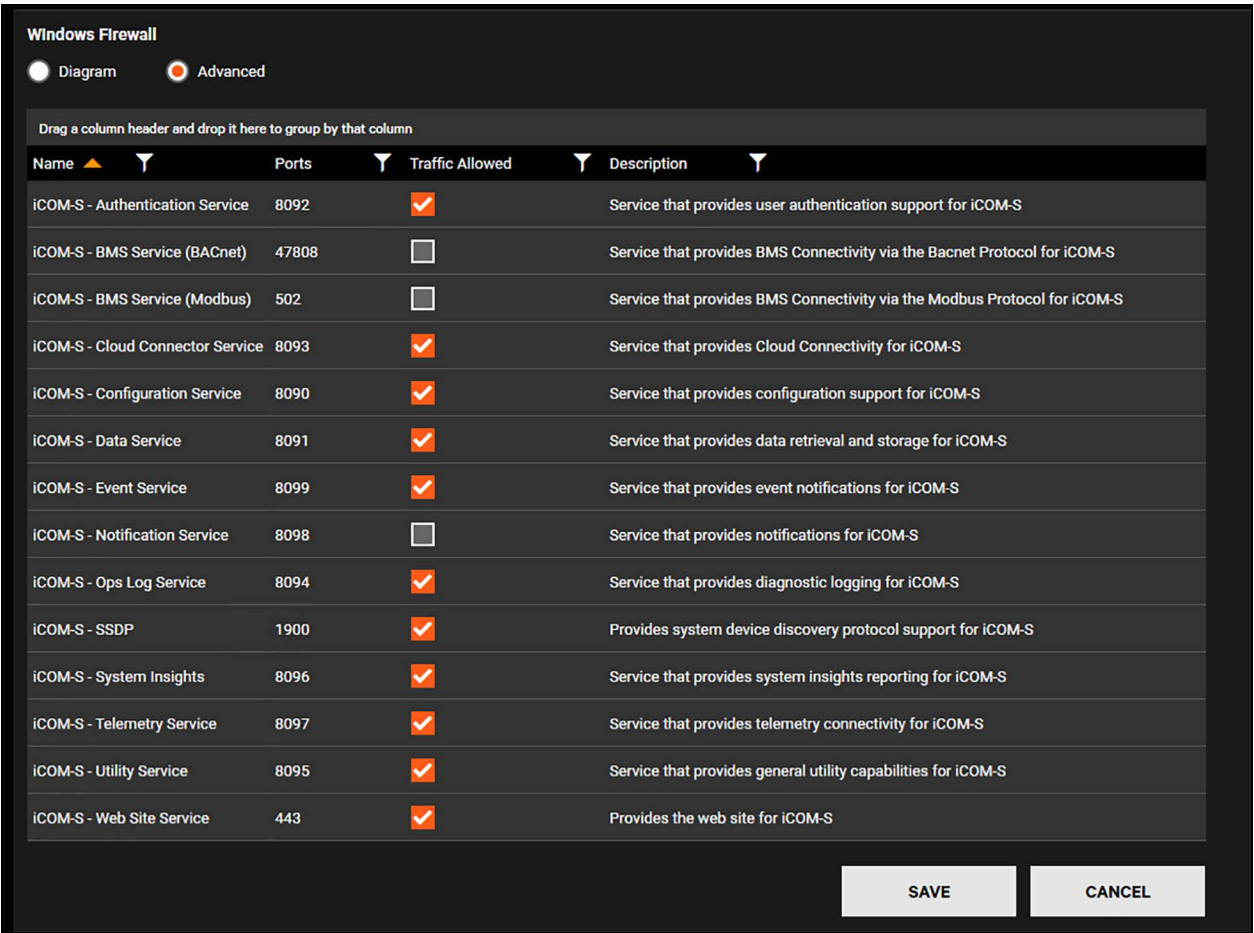 Windows Firewall
Diagram Advanced
Drag a column header and drop it here to group by that column
Name Ports Traffic Allowed Description
iCOM-S - Authentication Service 8092 Service that provides user authentication support for iCOM-S
iCOM-S - BMS Service (BACnet) 47808 Service that provides BMS Connectivity via the Bacnet Protocol for iCOM-S
iCOM-S - BMS Service (Modbus) 502 Service that provides BMS Connectivity via the Modbus Protocol for iCOM-S
iCOM-S - Cloud Connector Service 8093 Service that provides Cloud Connectivity for iCOM-S
iCOM-S - Configuration Service 8090 Service that provides configuration support for iCOM-S
iCOM-S - Data Service 8091 Service that provides data retrieval and storage for iCOM-S
iCOM-S - Event Service 8099 Service that provides event notifications for iCOM-S
iCOM-S - Notification Service 8098 Service that provides notifications for iCOM-S
iCOM-S - Ops Log Service 8094 Service that provides diagnostic logging for iCOM-S
iCOM-S - SSDP 1900 Provides system device discovery protocol support for iCOM-S
iCOM-S - System Insights 8096 Service that provides system insights reporting for iCOM-S
iCOM-S - Telemetry Service 8097 Service that provides telemetry connectivity for iCOM-S
iCOM-S - Utility Service 8095 Service that provides general utility capabilities for iCOM-S
iCOM-S - Web Site Service 443 Provides the web site for iCOM-S
SAVE CANCEL